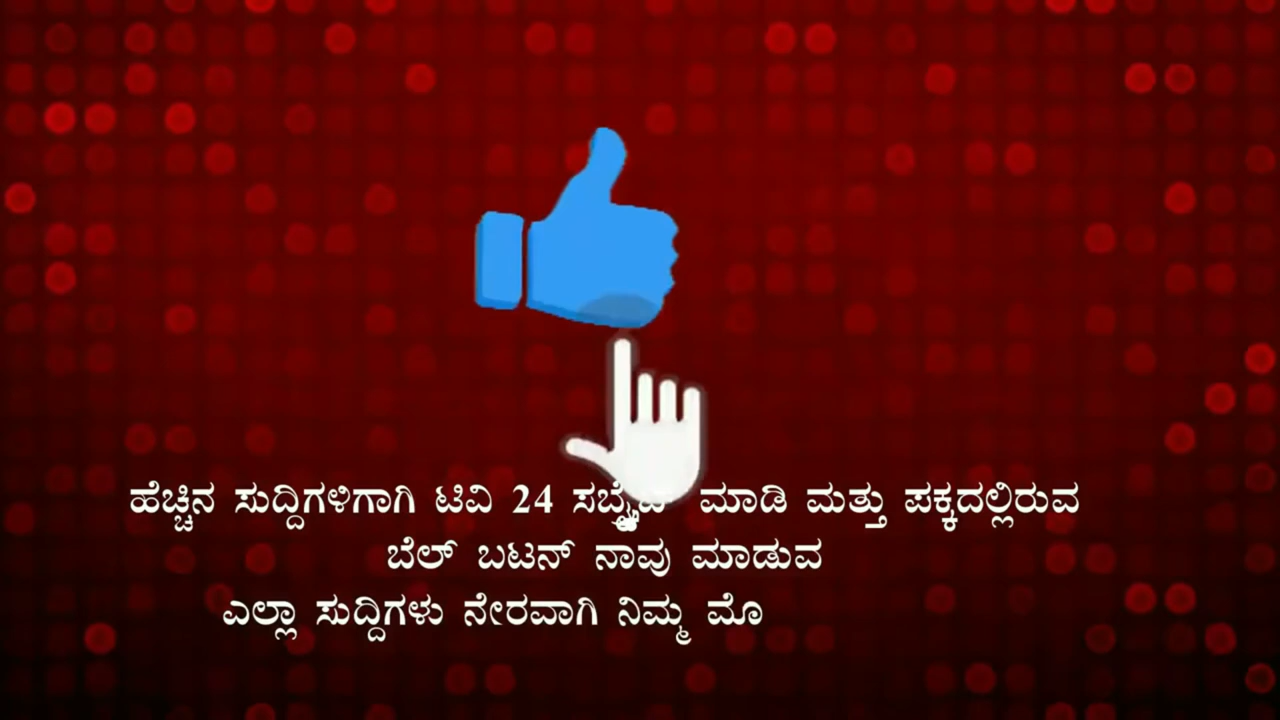 ಹೆಚ್ಚಿನ ಸುದ್ದಿಗಳಿಗಾಗಿ ಟಿವಿ 24 ಮಾಡಿ ಮತ್ತು ಪಕ್ಕದಲ್ಲಿರುವ
ಬೆಲ್ ಬಟನ್ ನಾವು ಮಾಡುವ
ಎಲ್ಲಾ ಸುದ್ದಿಗಳು ನೇರವಾಗಿ ನಿಮ್ಮ ಮೊ